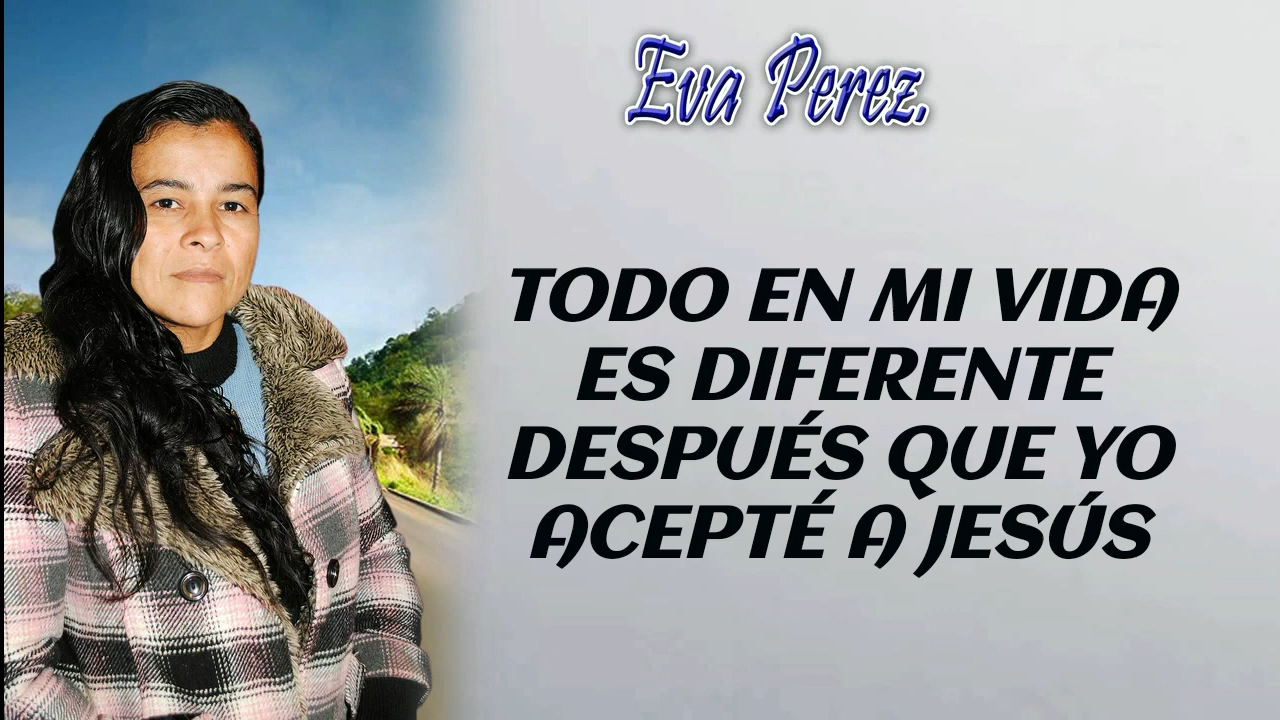 Eva Perez.
TODO EN MI VIDA
ES DIFERENTE
DESPUÉS QUE YO
ACEPTÉ A JESÚS